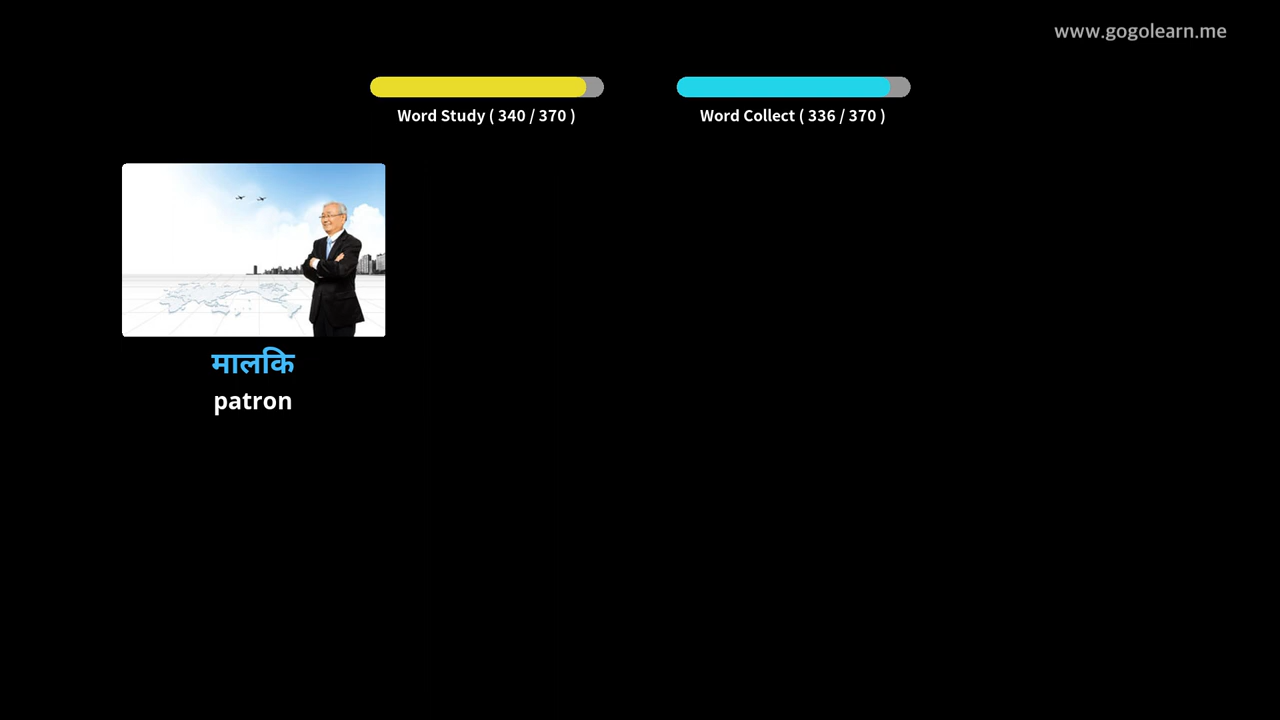 www.gogolearn.me
Word Study ( 340 / 370 )
Word Collect ( 336 / 370 )
मालकि
patron